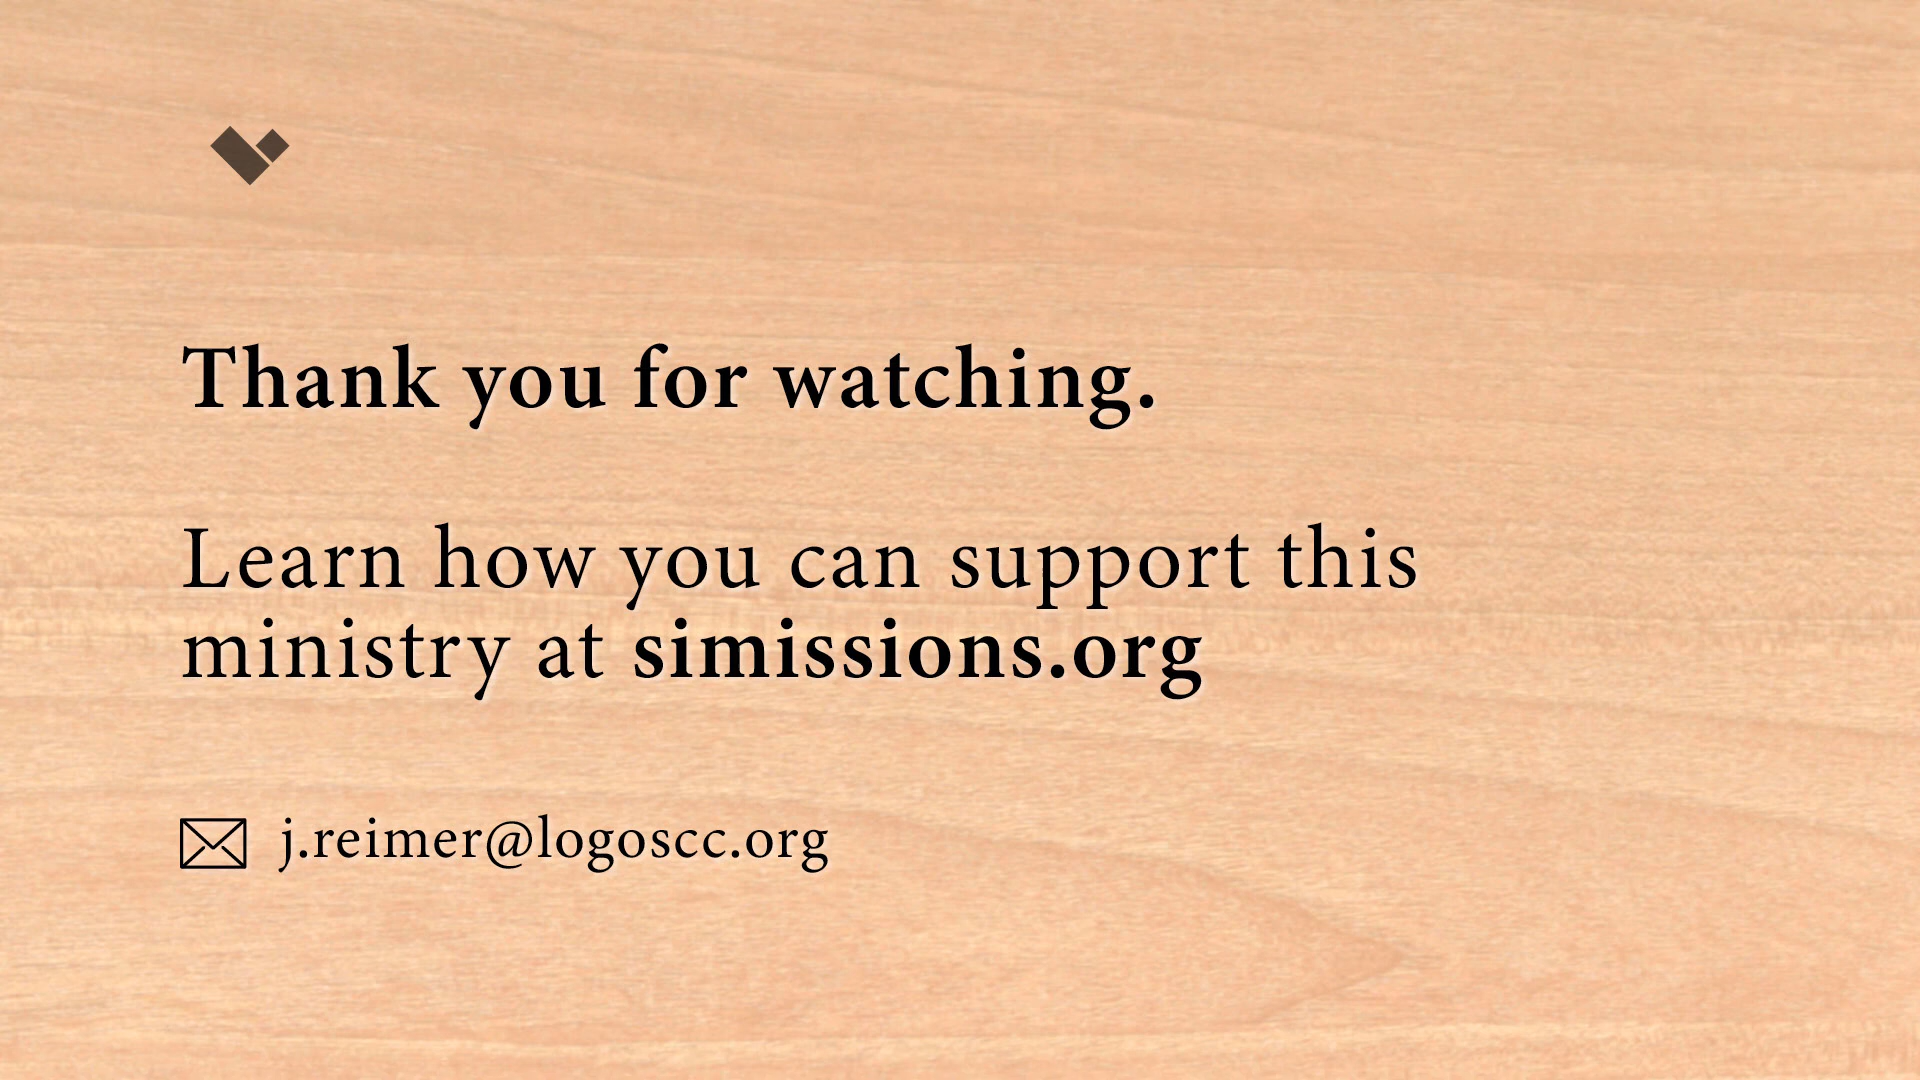 Thank you for watching.
Learn how you can support this
ministry at simissions.org
j.reimer@logoscc.org